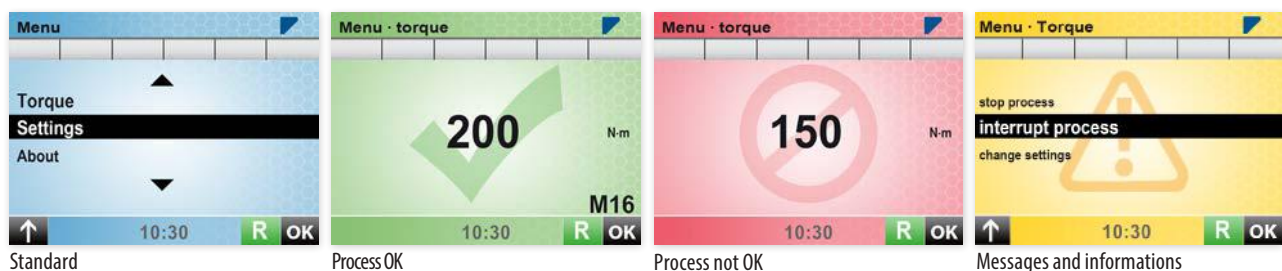 Menu
Torque
Settings
About
10:30 R OK
Standard
Menu · torque
200 N·m
M16
10:30 R OK
Process OK
Menu · torque
150 N·m
10:30 R OK
Process not OK
Menu · Torque
stop process
interrupt process
change settings
10:30 R OK
Messages and informations